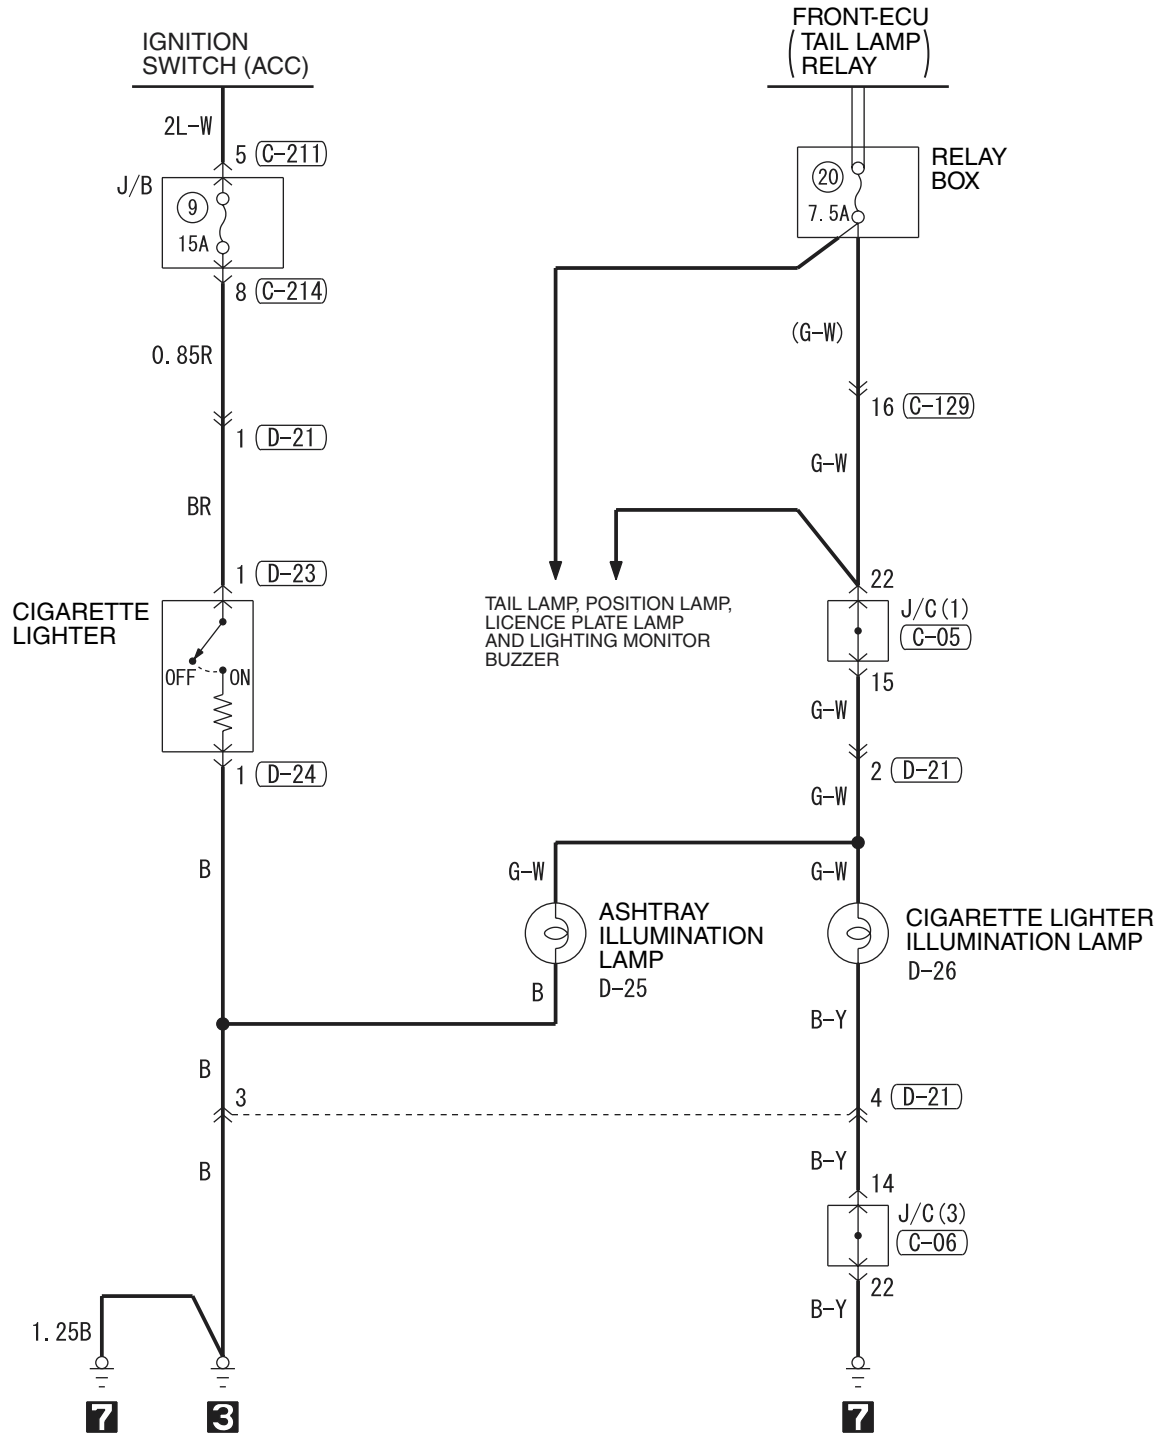 IGNITION
SWITCH (ACC)
2L-W
5 C-211
J/B
9
15A
8 C-214
0.85R
1 D-21
BR
1 D-23
CIGARETTE
LIGHTER
OFF ON
1 D-24
B
B
3
B
1.25B
7
3
FRONT-ECU
(TAIL LAMP
RELAY)
RELAY
BOX
20
7.5A
(G-W)
16 C-129
G-W
TAIL LAMP, POSITION LAMP,
LICENCE PLATE LAMP
AND LIGHTING MONITOR
BUZZER
22
J/C(1)
C-05
15
G-W
2 D-21
G-W
G-W
G-W
ASHTRAY
ILLUMINATION
LAMP
D-25
B
CIGARETTE LIGHTER
ILLUMINATION LAMP
D-26
B-Y
4 D-21
B-Y
14
J/C(3)
C-06
22
B-Y
7